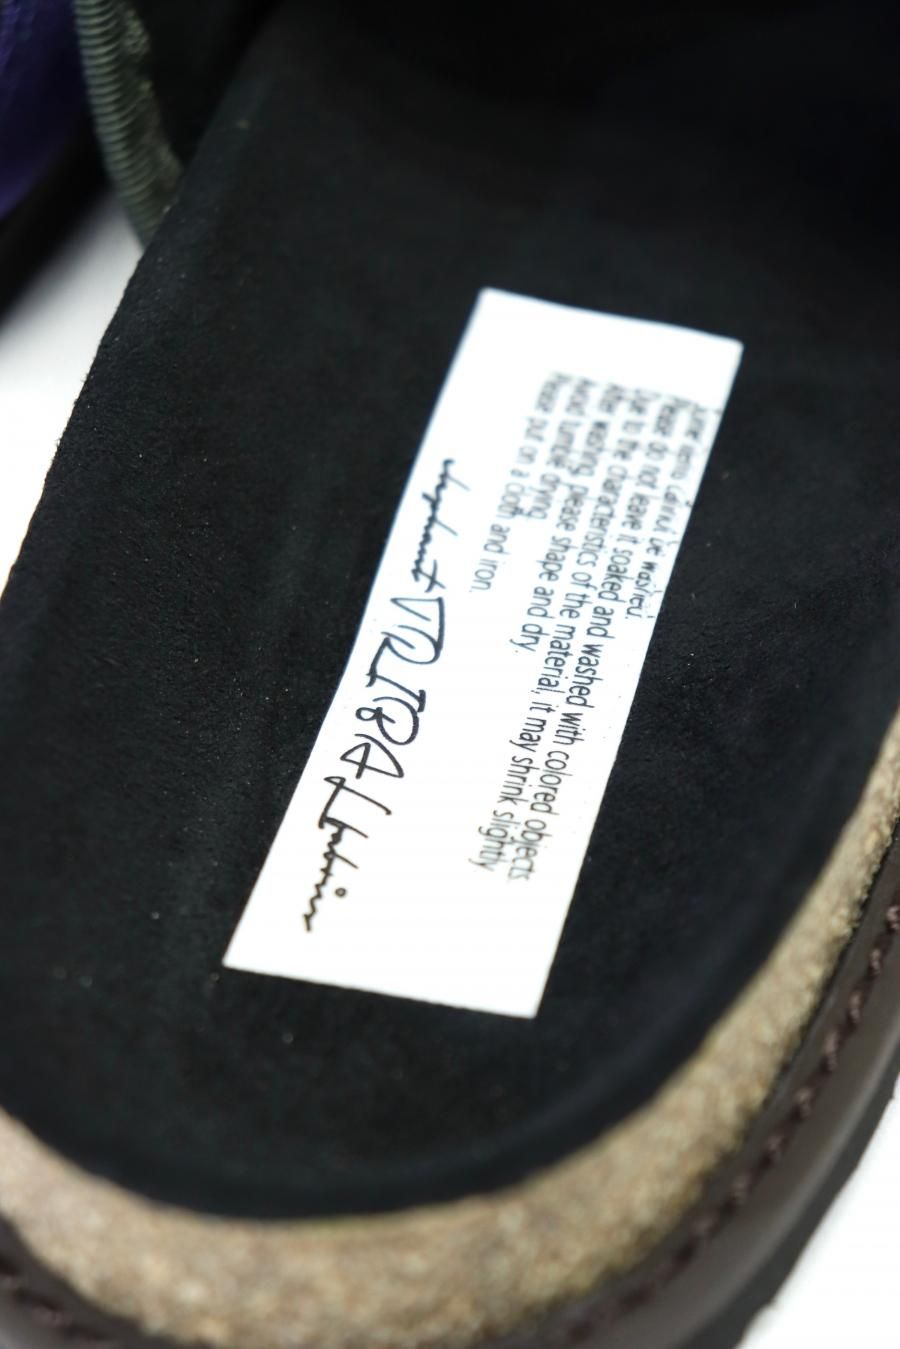 Some items cannot be washed.
Please do not leave it soaked and washed with colored objects.
Due to the characteristics of the material, it may shrink slightly.
After washing, please shape and dry.
Avoid tumble drying.
Please put on a cloth and iron.
elephant TRIBAL fabrics